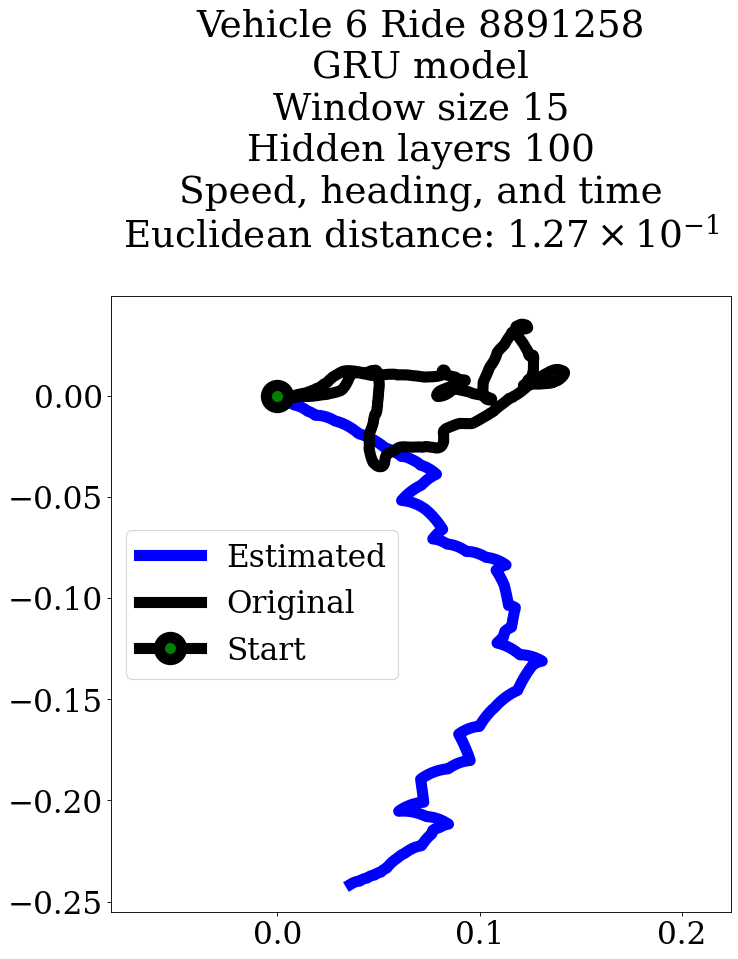 Vehicle 6 Ride 8891258
GRU model
Window size 15
Hidden layers 100
Speed, heading, and time
Euclidean distance: 1.27 × 10⁻¹
0.00
−0.05
−0.10
−0.15
−0.20
−0.25
Estimated
Original
Start
0.0 0.1 0.2